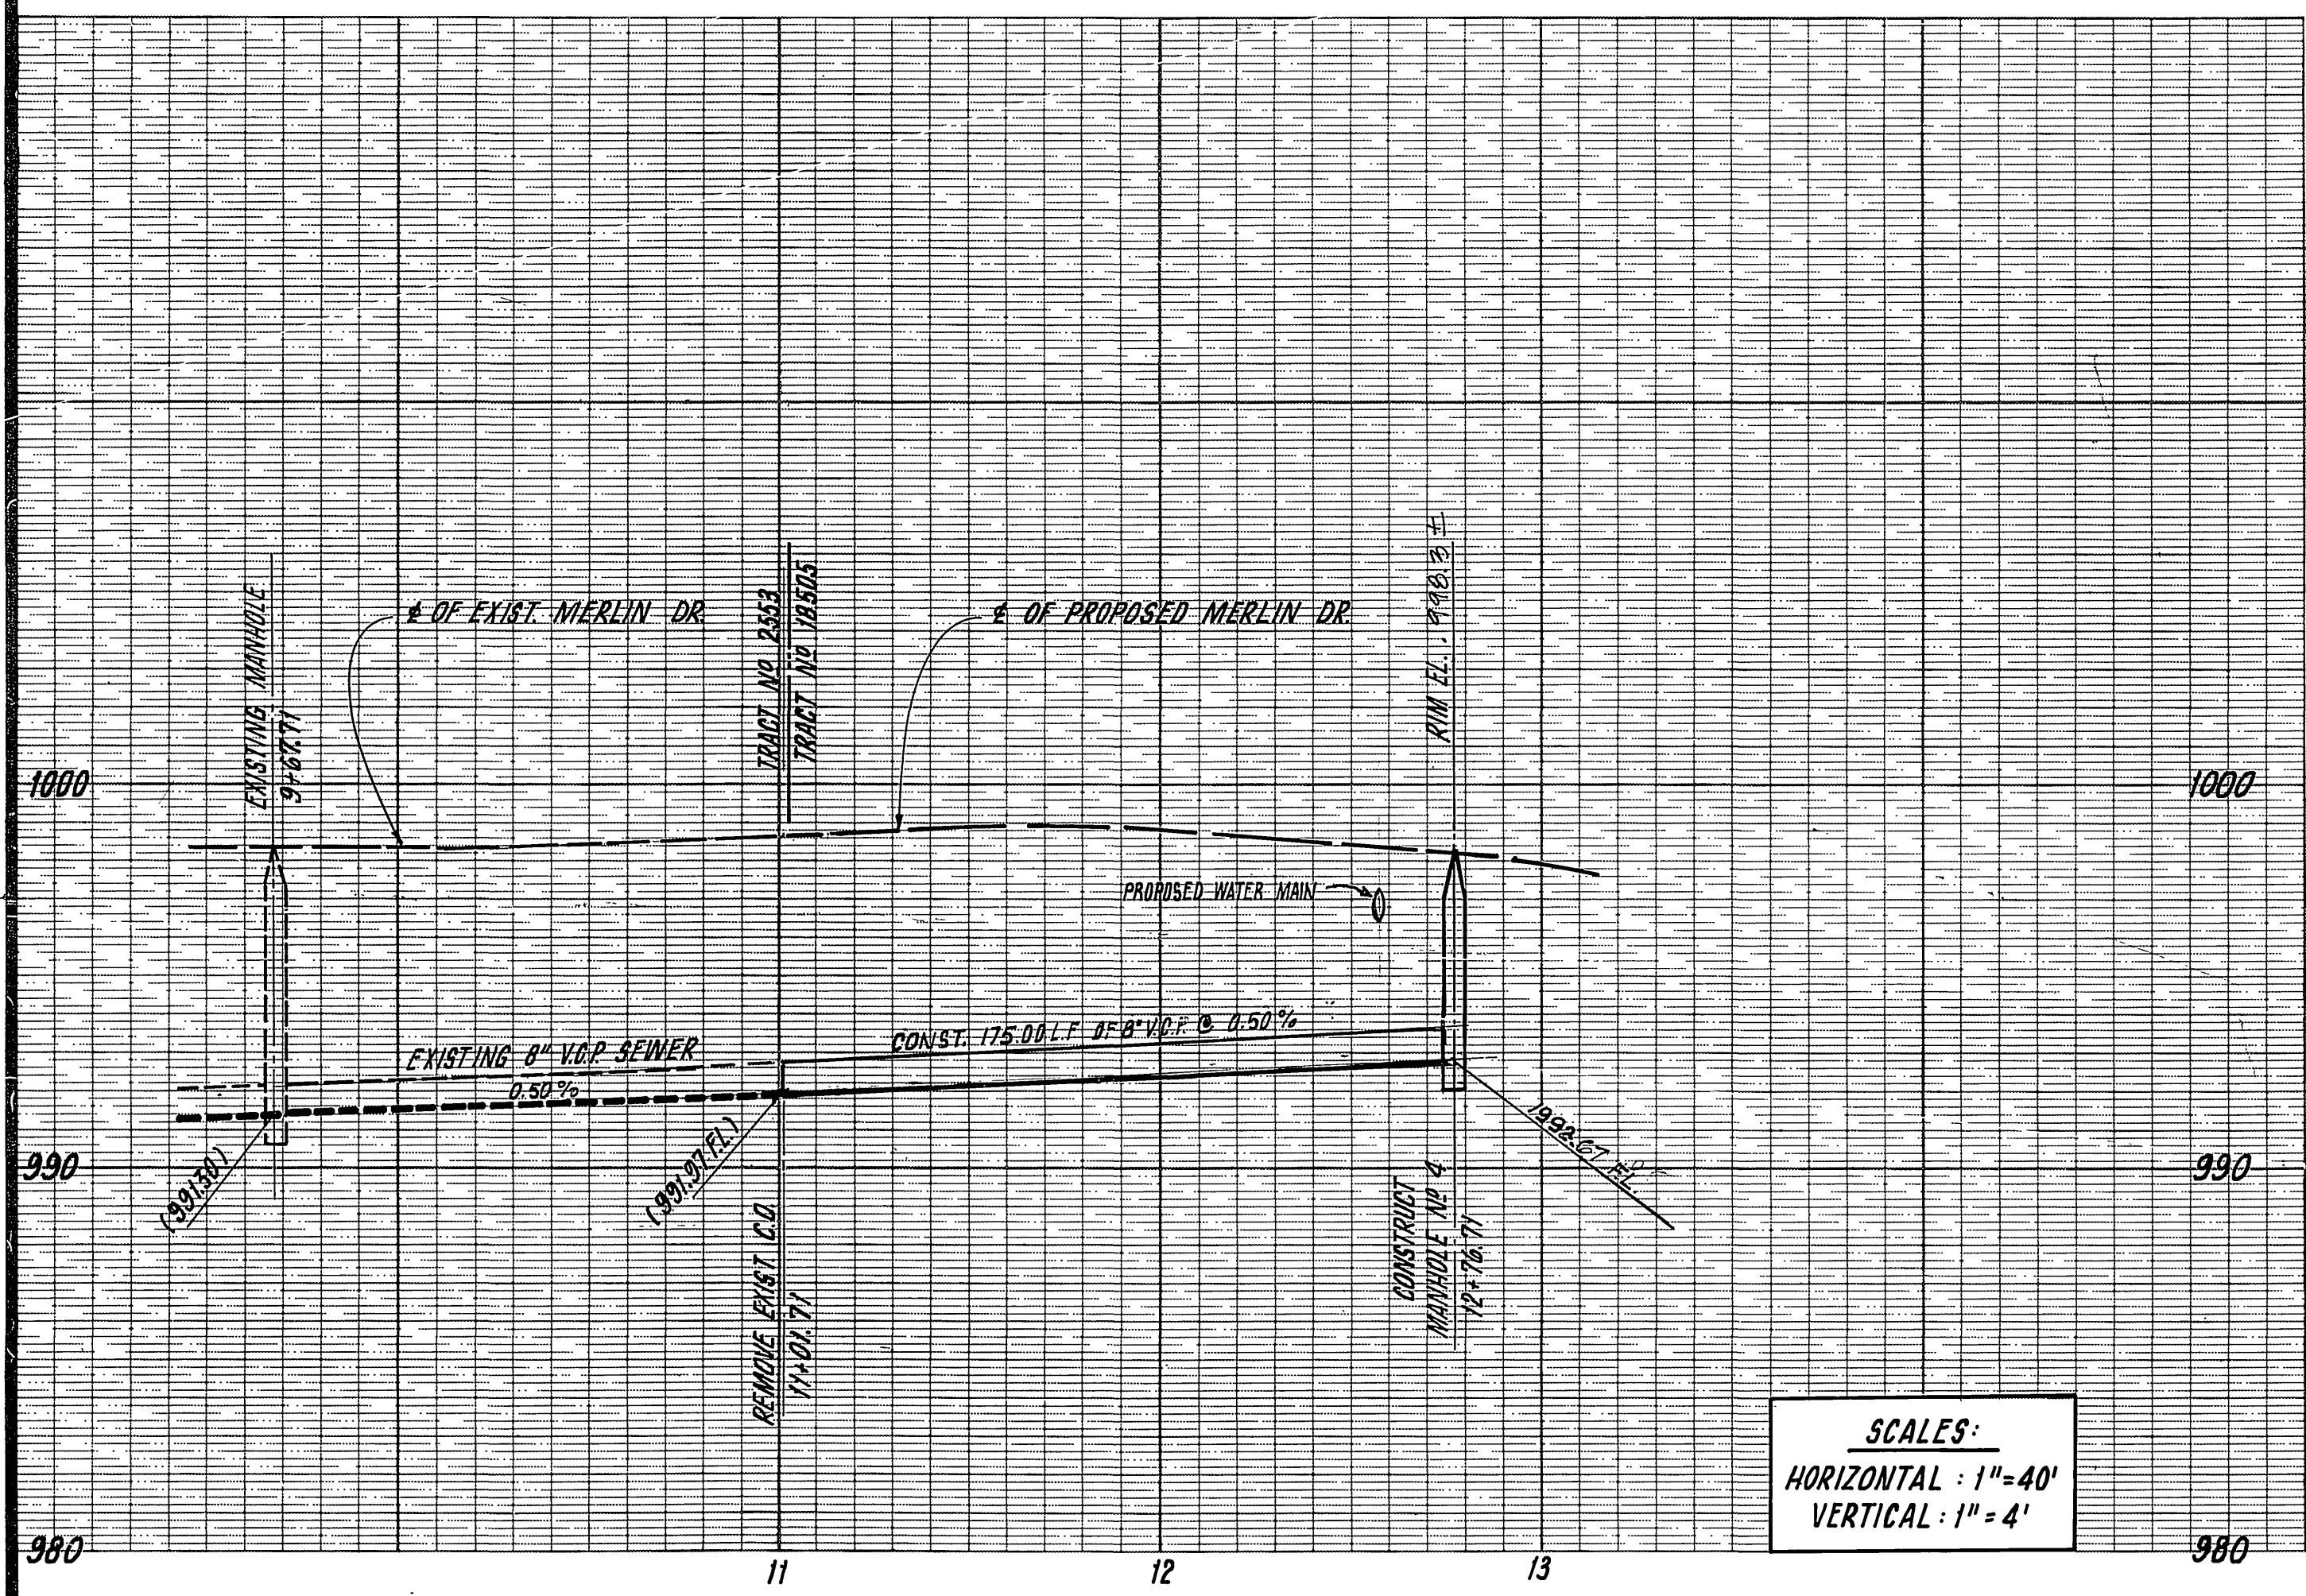 EXISTING MANHOLE
9+67.71
℄ OF EXIST. MERLIN DR.
TRACT Nº 2553
TRACT Nº 18505
℄ OF PROPOSED MERLIN DR.
RIM EL. 998.3±
1000
1000
PROPOSED WATER MAIN
EXISTING 8" V.C.P. SEWER
0.50%
CONST. 175.00 L.F. OF 8" V.C.P. @ 0.50%
990
(991.30)
(991.97 F.L.)
REMOVE EXIST. C.O.
11+01.71
CONSTRUCT
MANHOLE Nº 4
12+76.71
992.67 F.L.
990
SCALES:
HORIZONTAL : 1"=40'
VERTICAL : 1"=4'
980
11
12
13
980